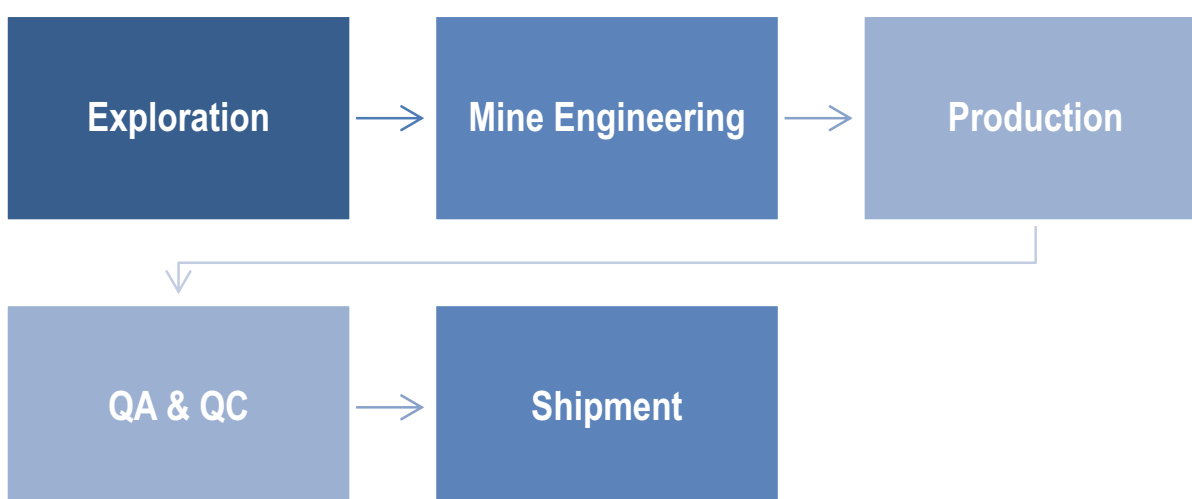 Exploration
Mine Engineering
Production
QA & QC
Shipment